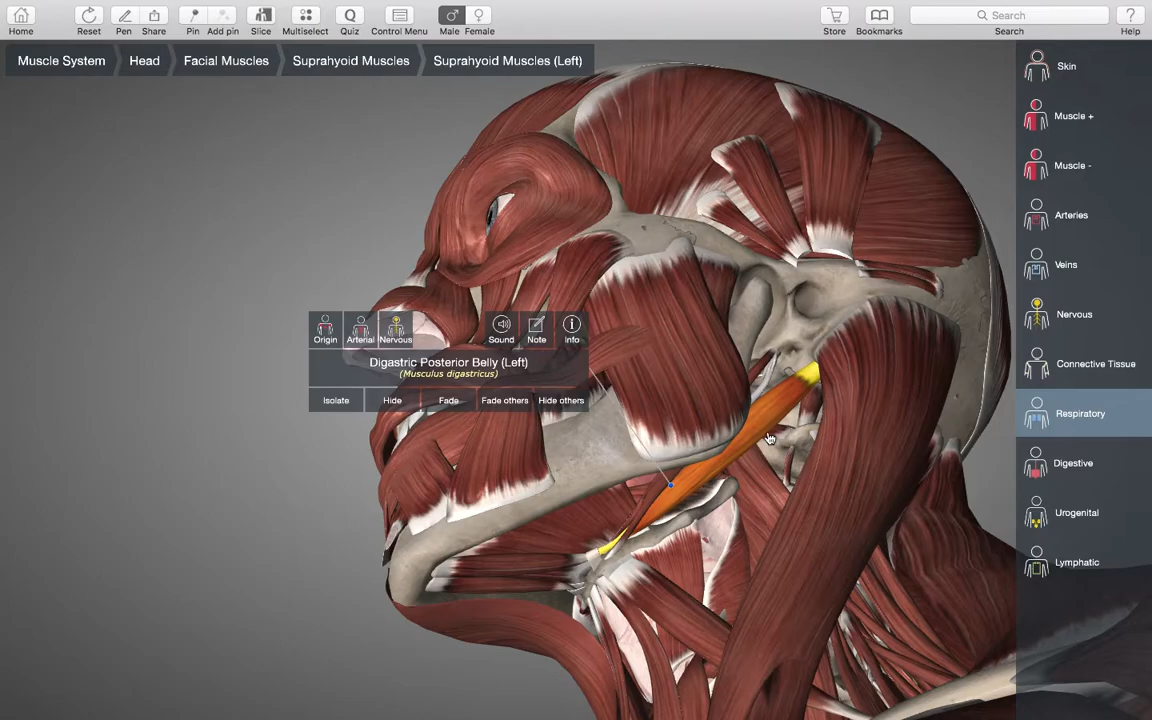 Home
Reset
Pen
Share
Pin
Add pin
Slice
Multiselect
Q
Quiz
Control Menu
Male
Female
Store
Bookmarks
Search
Search
?
Help
Muscle System
Head
Facial Muscles
Suprahyoid Muscles
Suprahyoid Muscles (Left)
Skin
Muscle +
Muscle -
Arteries
Veins
Nervous
Connective Tissue
Respiratory
Digestive
Urogenital
Lymphatic
Origin
Arterial
Nervous
Sound
Note
Info
Digastric Posterior Belly (Left)
(Musculus digastricus)
Isolate
Hide
Fade
Fade others
Hide others